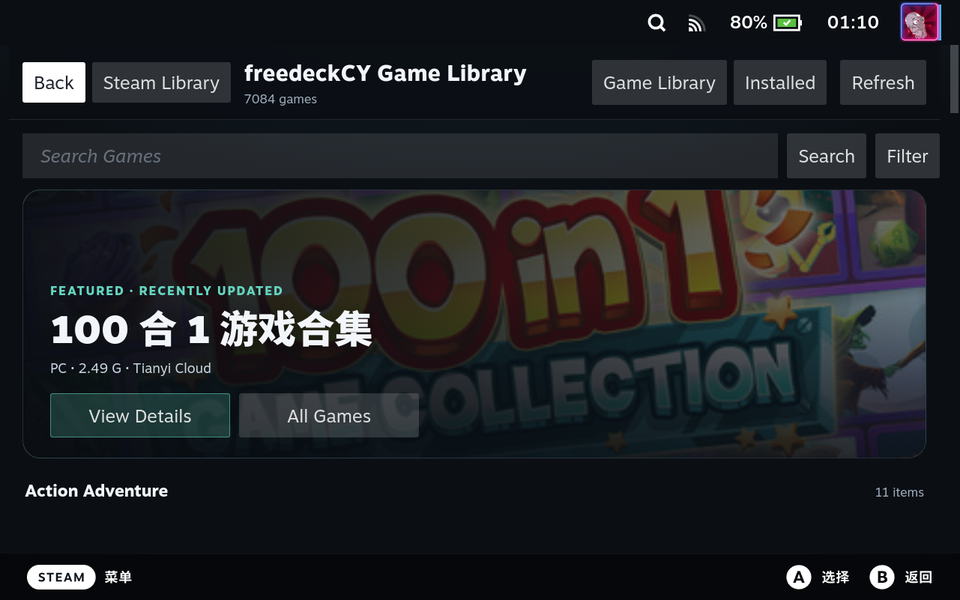 80%
01:10
Back
Steam Library
freedeckCY Game Library
7084 games
Game Library
Installed
Refresh
Search Games
Search
Filter
100 in 1
GAME COLLECTION
FEATURED · RECENTLY UPDATED
100 合 1 游戏合集
PC · 2.49 G · Tianyi Cloud
View Details
All Games
Action Adventure
11 items
STEAM 菜单
A 选择
B 返回